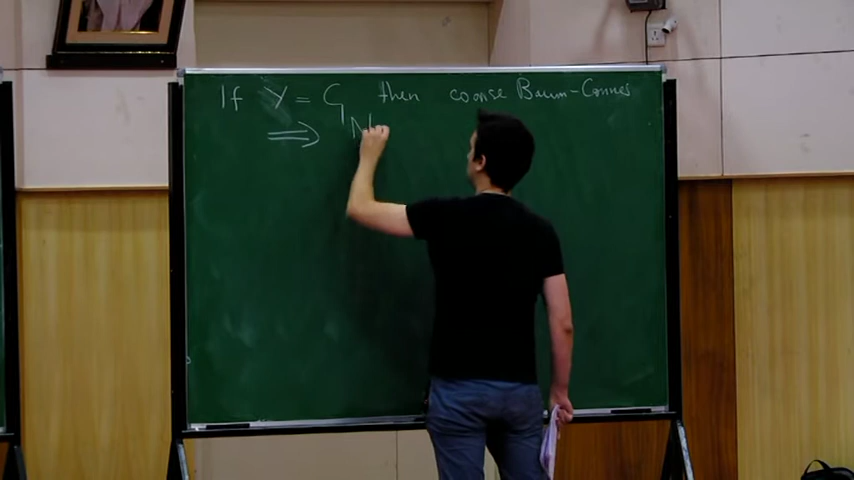 If Y = G then coarse Baum-Connes
⟹ N